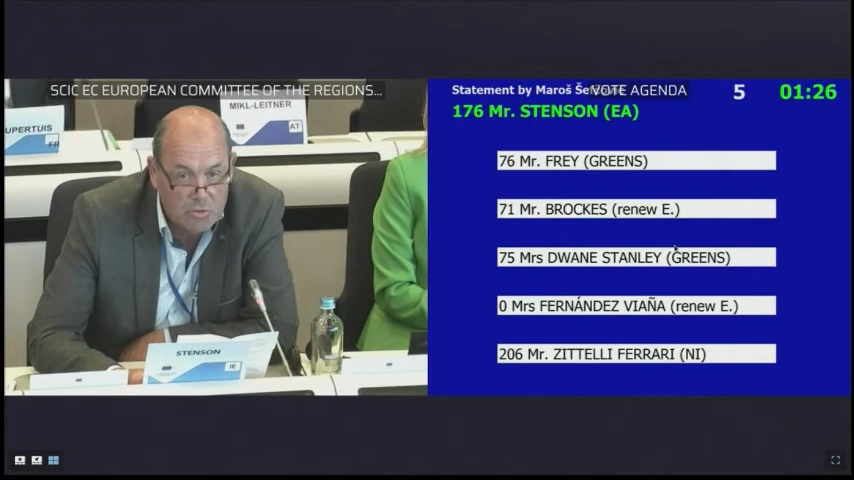 SCIC EC EUROPEAN COMMITTEE OF THE REGIONS...
MIKL-LEITNER
AT
UPERTUIS
FR
STENSON
IE
Statement by Maroš Še
VOTE AGENDA
5
01:26
176 Mr. STENSON (EA)
76 Mr. FREY (GREENS)
71 Mr. BROCKES (renew E.)
75 Mrs DWANE STANLEY (GREENS)
0 Mrs FERNÁNDEZ VIAÑA (renew E.)
206 Mr. ZITTELLI FERRARI (NI)